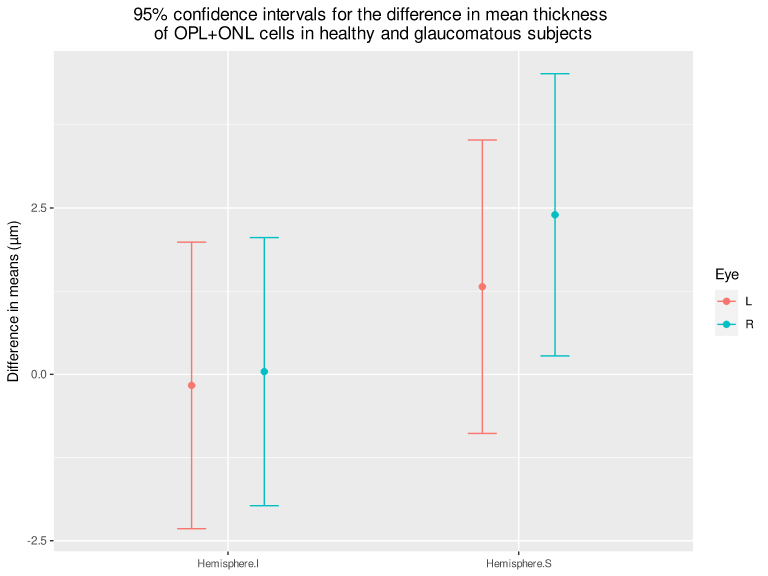 95% confidence intervals for the difference in mean thickness
of OPL+ONL cells in healthy and glaucomatous subjects
Difference in means (µm)
2.5
0.0
-2.5
Hemisphere.I
Hemisphere.S
Eye
L
R